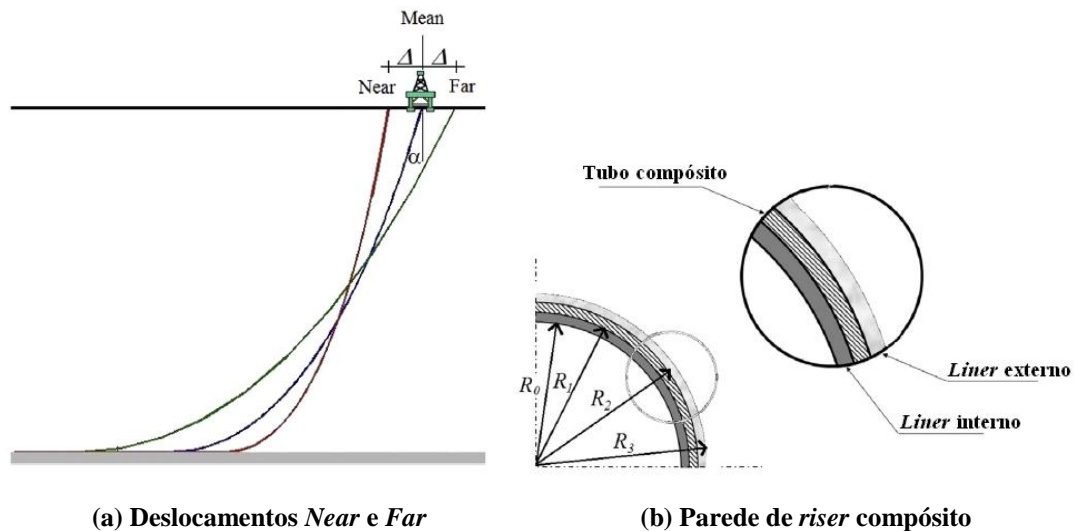 Mean
Δ Δ
Near Far
α
Tubo compósito
Liner externo
Liner interno
R0
R1
R2
R3
(a) Deslocamentos Near e Far
(b) Parede de riser compósito